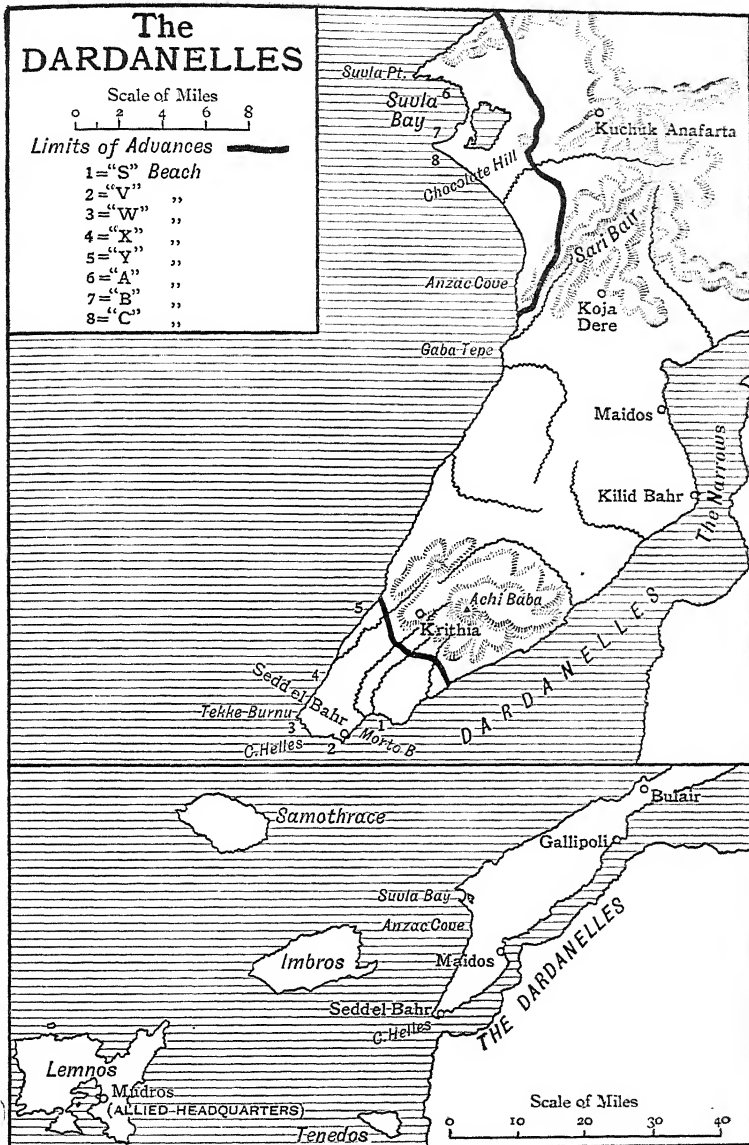 The
DARDANELLES
Scale of Miles
0 2 4 6 8
Limits of Advances
1="S" Beach
2="V" „
3="W" „
4="X" „
5="Y" „
6="A" „
7="B" „
8="C" „
Suvla Pt.
6
Suvla
Bay
7
8
Kuchuk Anafarta
Chocolate Hill
Sari Bair
Anzac Cove
Koja
Dere
Gaba-Tepe
Maidos
The Narrows
Kilid Bahr
Achi Baba
5
Krithia
DARDANELLES
4
Sedd-el-Bahr
Tekke-Burnu
1
3
Morto B
2
C. Helles
Bulair
Samothrace
Gallipoli
Suvla Bay
Anzac Cove
Maidos
Imbros
THE DARDANELLES
Sedd-el-Bahr
C. Helles
Lemnos
Mudros
(ALLIED-HEADQUARTERS)
Tenedos
Scale of Miles
0 10 20 30 40